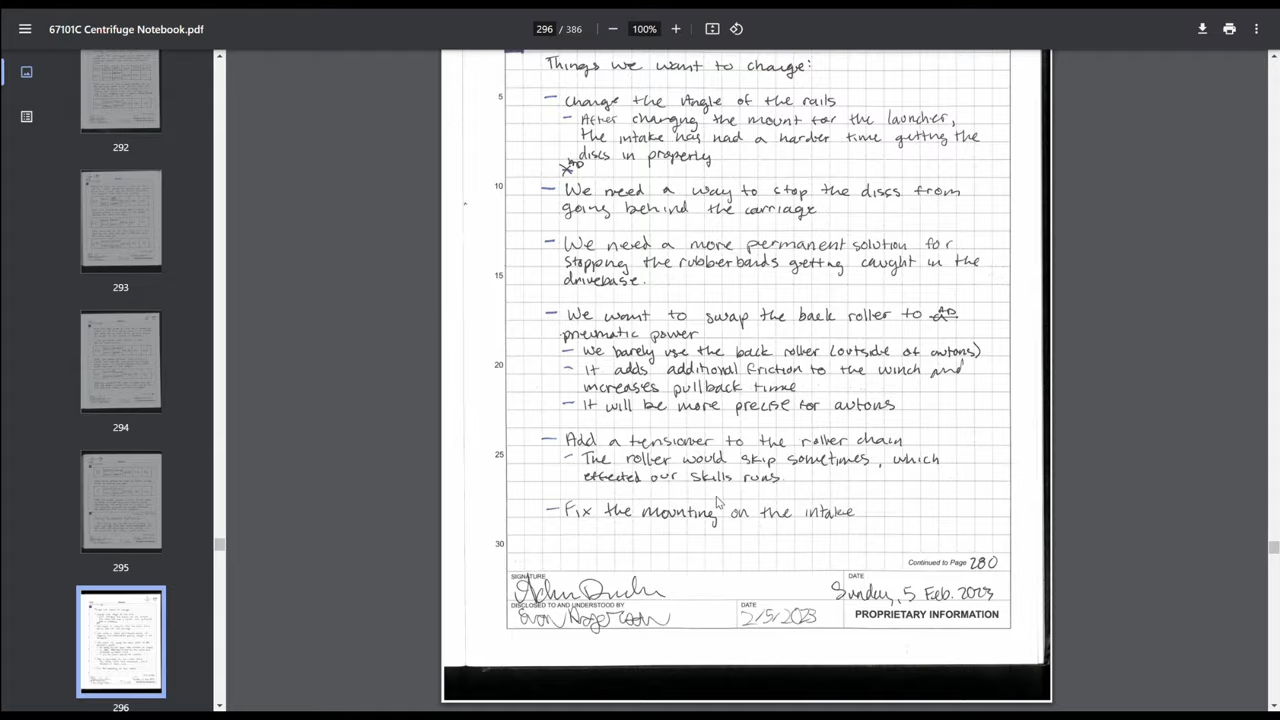 67101C Centrifuge Notebook.pdf
296 / 386
100%
Things we want to change:
5
- Change the Angle of the rails
- After changing the mount for the launcher,
the intake has had a harder time getting the
discs in properly
10
- We need a way to stop the discs from
going behind the carriage
- We need a more permanent solution for
15
stopping the rubberbands getting caught in the
drivebase.
- We want to swap the back roller to
pnumatic power
- We barely use the back roller (outside of autons)
20
- It adds additional friction to the winch and
increases pullback time
- It will be more precise for autons
- Add a tensioner to the roller chain
25
- The roller would skip sometimes, which
effected our skills runs.
- Fix the mounting on the intake
30
Continued to Page 280
SIGNATURE
DATE
Sunday, 5 Feb. 2023
DISCLOSED TO AND UNDERSTOOD BY
DATE
PROPRIETARY INFORMATION
292
293
294
295
296